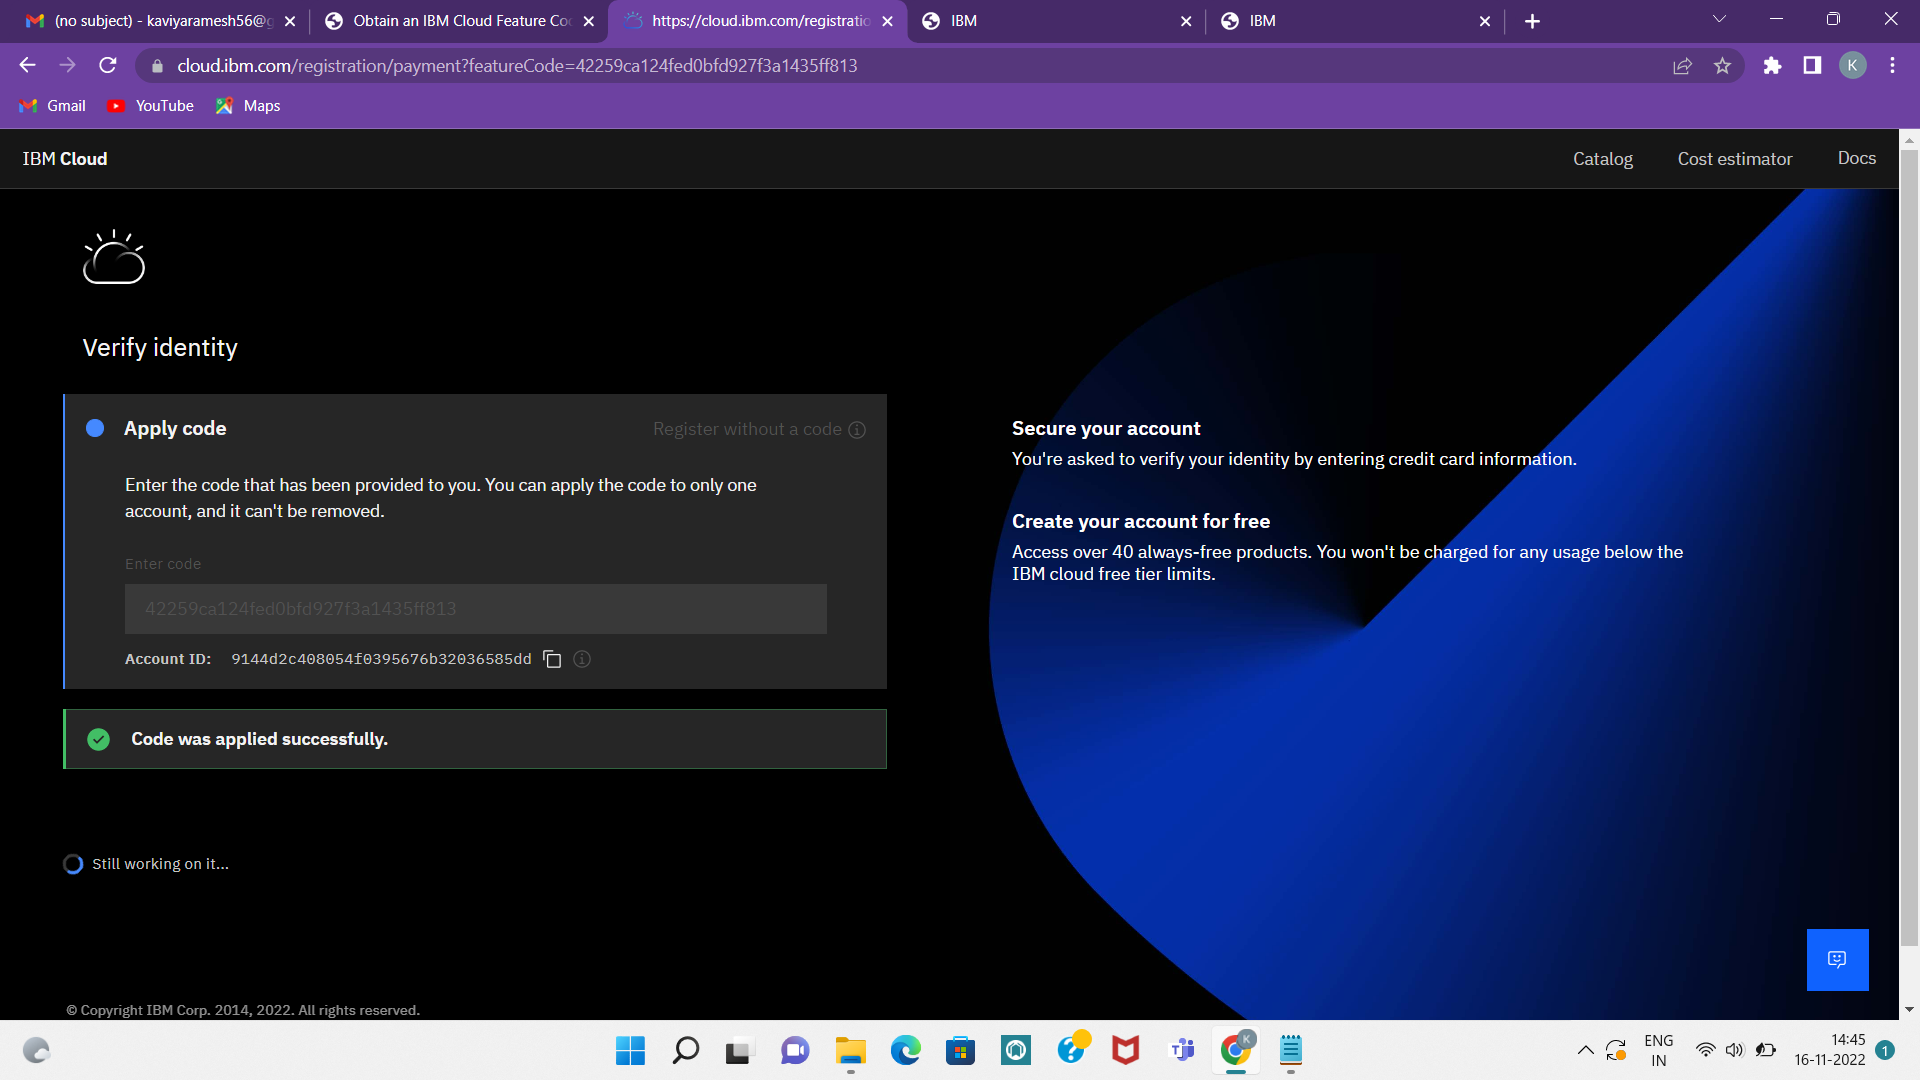 (no subject) - kaviyaramesh56@g
Obtain an IBM Cloud Feature Co
https://cloud.ibm.com/registratio
IBM
IBM
cloud.ibm.com/registration/payment?featureCode=42259ca124fed0bfd927f3a1435ff813
K
Gmail
YouTube
Maps
IBM Cloud
Catalog
Cost estimator
Docs
Verify identity
Apply code
Register without a code
Enter the code that has been provided to you. You can apply the code to only one
account, and it can't be removed.
Enter code
42259ca124fed0bfd927f3a1435ff813
Account ID: 9144d2c408054f0395676b32036585dd
Code was applied successfully.
Still working on it...
Secure your account
You're asked to verify your identity by entering credit card information.
Create your account for free
Access over 40 always-free products. You won't be charged for any usage below the
IBM cloud free tier limits.
© Copyright IBM Corp. 2014, 2022. All rights reserved.
K
ENG
IN
14:45
16-11-2022
1